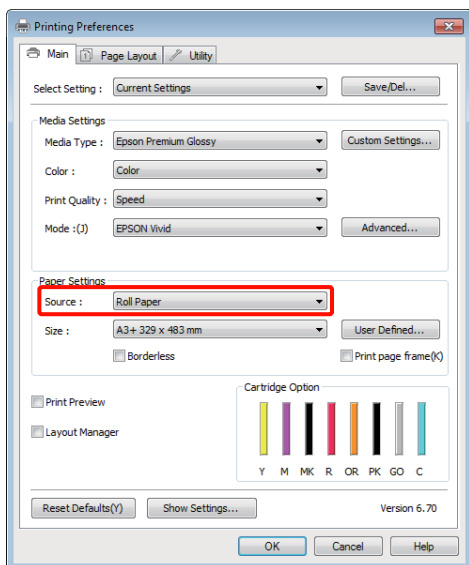 Printing Preferences
Main Page Layout Utility
Select Setting : Current Settings Save/Del...
Media Settings
Media Type : Epson Premium Glossy Custom Settings...
Color : Color
Print Quality : Speed
Mode :(J) EPSON Vivid Advanced...
Paper Settings
Source : Roll Paper
Size : A3+ 329 x 483 mm User Defined...
Borderless Print page frame(K)
Cartridge Option
Print Preview
Layout Manager
Y M MK R OR PK GO C
Reset Defaults(Y) Show Settings... Version 6.70
OK Cancel Help